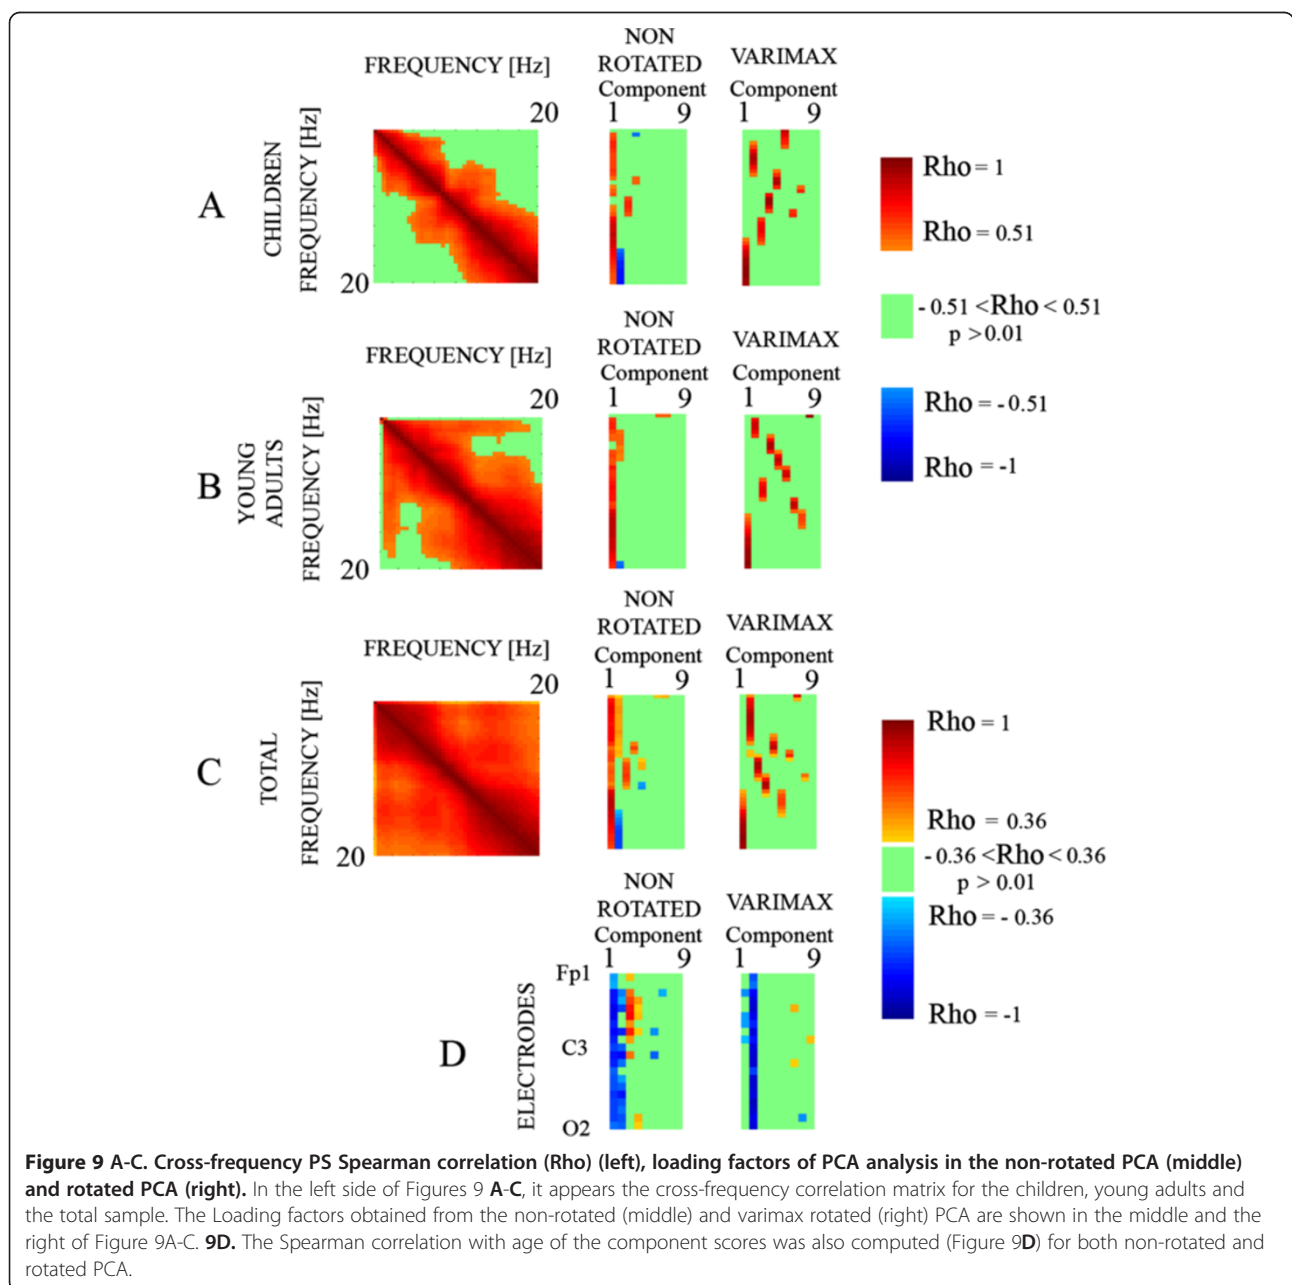 NON
ROTATED
Component
1 9
VARIMAX
Component
1 9
FREQUENCY [Hz]
20
A
CHILDREN
FREQUENCY [Hz]
20
Rho = 1
Rho = 0.51
- 0.51 <Rho < 0.51
p >0.01
Rho = - 0.51
Rho = -1
NON
ROTATED
Component
1 9
VARIMAX
Component
1 9
FREQUENCY [Hz]
20
B
YOUNG
ADULTS
FREQUENCY [Hz]
20
NON
ROTATED
Component
1 9
VARIMAX
Component
1 9
FREQUENCY [Hz]
20
C
TOTAL
FREQUENCY [Hz]
20
Rho = 1
Rho = 0.36
- 0.36 <Rho < 0.36
p > 0.01
Rho = - 0.36
Rho = -1
NON
ROTATED
Component
1 9
VARIMAX
Component
1 9
D
ELECTRODES
Fp1
C3
O2
Figure 9 A-C. Cross-frequency PS Spearman correlation (Rho) (left), loading factors of PCA analysis in the non-rotated PCA (middle)
and rotated PCA (right). In the left side of Figures 9 A-C, it appears the cross-frequency correlation matrix for the children, young adults and
the total sample. The Loading factors obtained from the non-rotated (middle) and varimax rotated (right) PCA are shown in the middle and the
right of Figure 9A-C. 9D. The Spearman correlation with age of the component scores was also computed (Figure 9D) for both non-rotated and
rotated PCA.